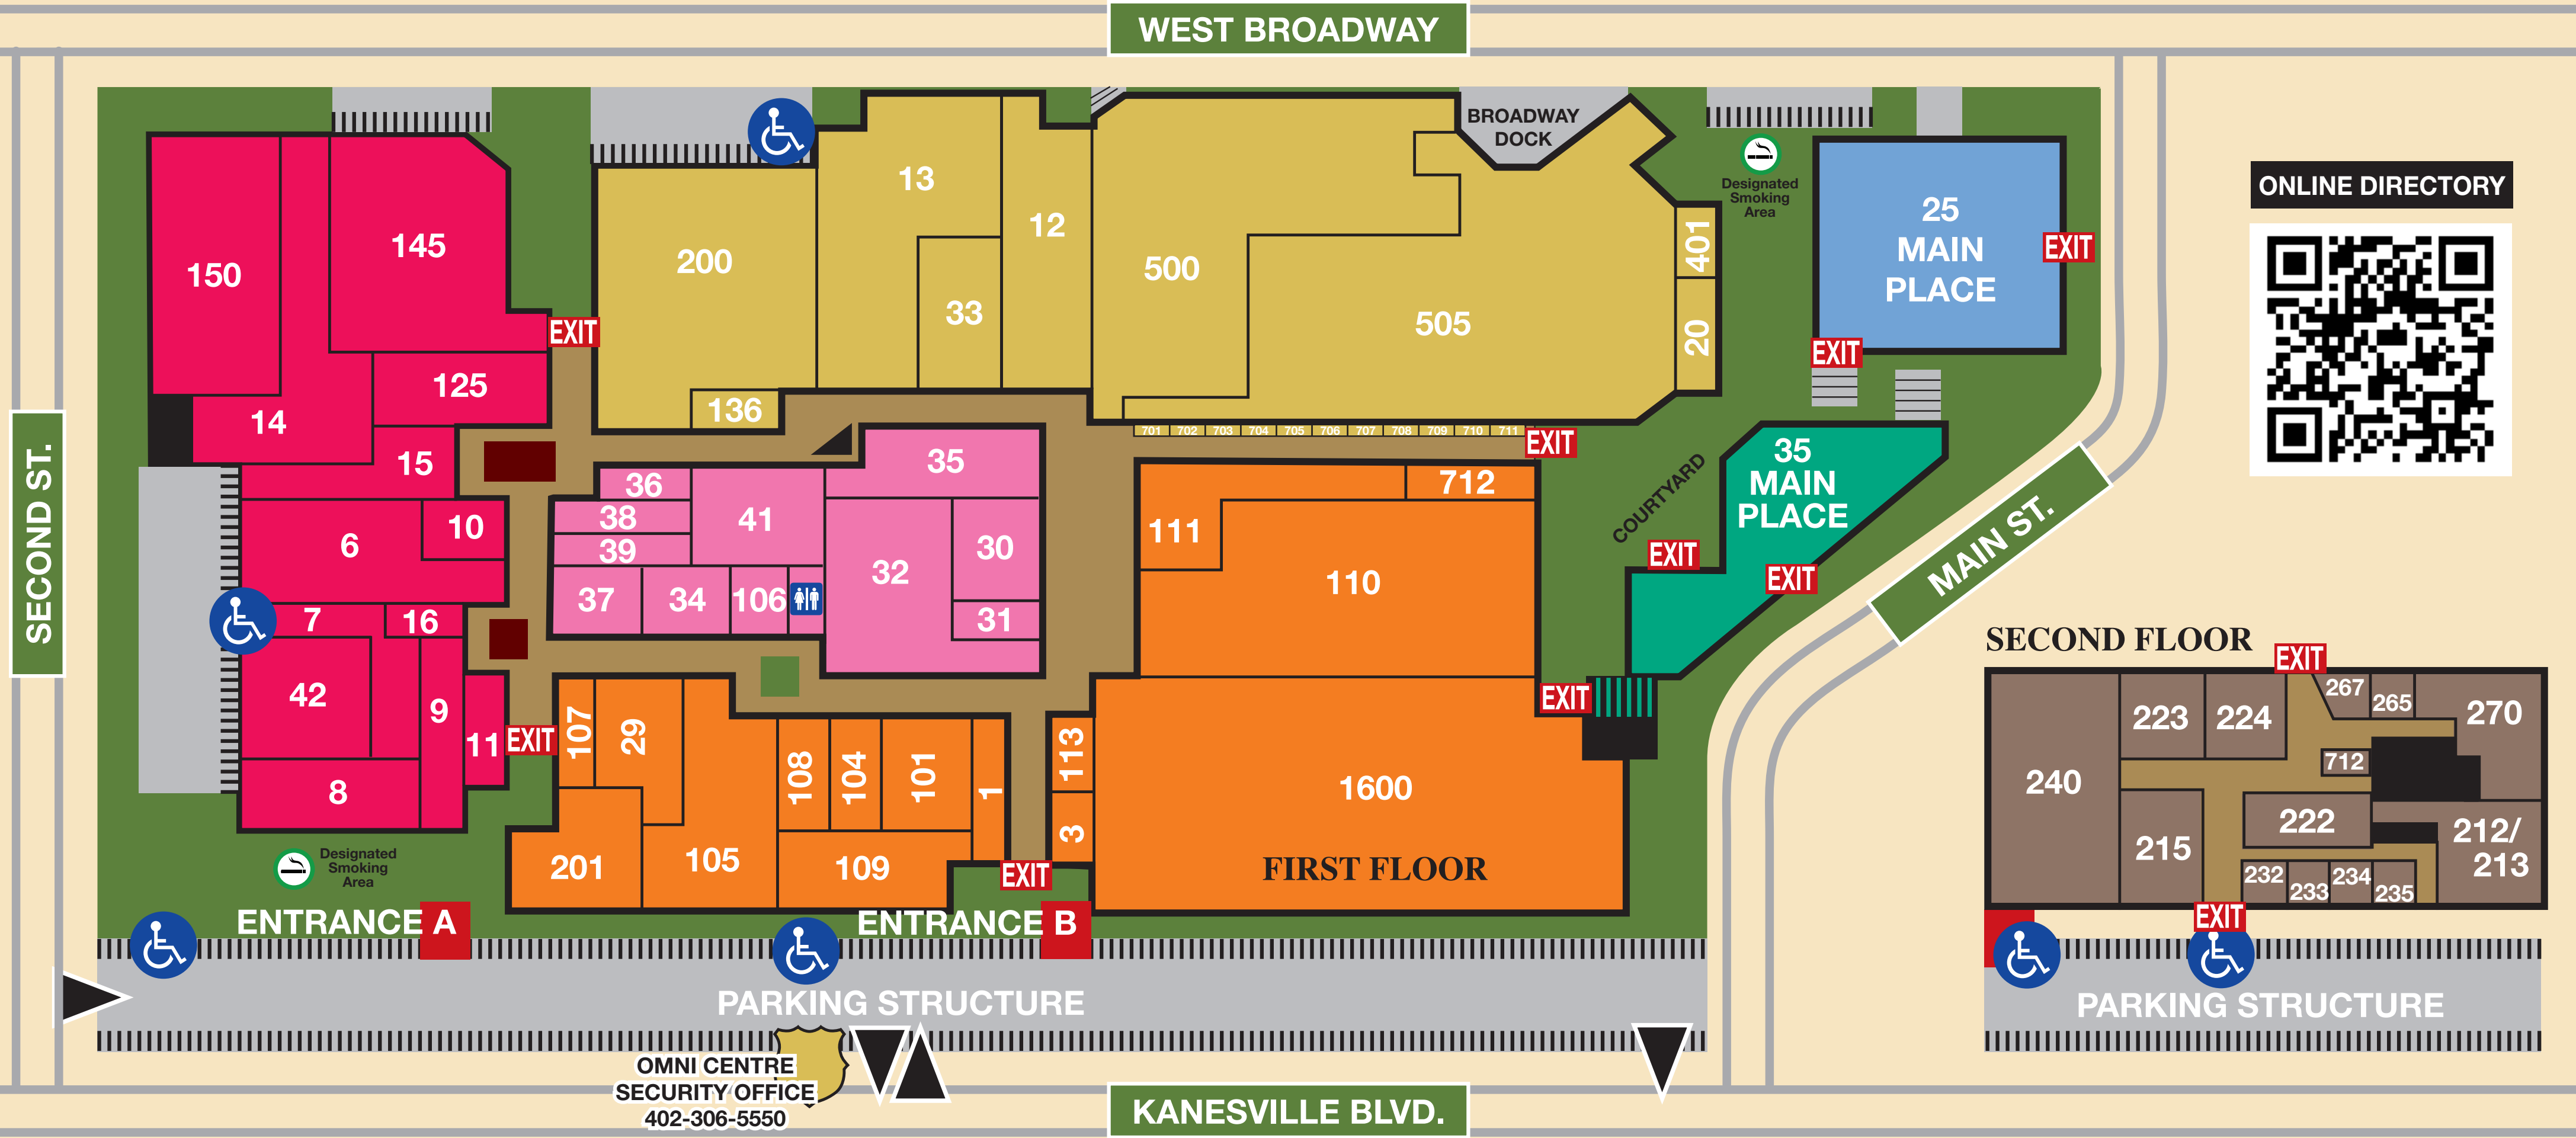 WEST BROADWAY
BROADWAY
DOCK
Designated
Smoking
Area
ONLINE DIRECTORY
150
145
125
14
15
6
10
7
16
42
9
11
8
EXIT
200
136
13
33
12
500
505
401
20
701 702 703 704 705 706 707 708 709 710 711
EXIT
25
MAIN
PLACE
EXIT
EXIT
35
36
38
39
41
37
34
106
32
30
31
712
111
110
1600
FIRST FLOOR
COURTYARD
35
MAIN
PLACE
EXIT
EXIT
EXIT
SECOND ST.
MAIN ST.
107
29
201
105
108
104
101
1
109
113
3
EXIT
EXIT
Designated
Smoking
Area
ENTRANCE A
ENTRANCE B
PARKING STRUCTURE
OMNI CENTRE
SECURITY OFFICE
402-306-5550
KANESVILLE BLVD.
SECOND FLOOR
EXIT
240
223
224
267
265
270
712
215
222
212/
213
232
233
234
235
EXIT
PARKING STRUCTURE